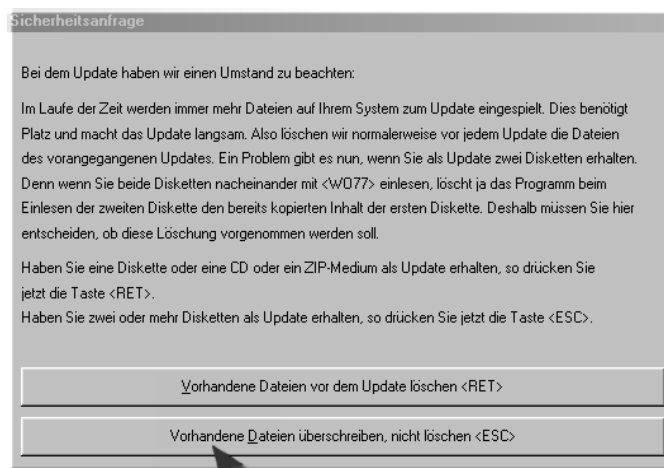 Sicherheitsanfrage
Bei dem Update haben wir einen Umstand zu beachten:
Im Laufe der Zeit werden immer mehr Dateien auf Ihrem System zum Update eingespielt. Dies benötigt
Platz und macht das Update langsam. Also löschen wir normalerweise vor jedem Update die Dateien
des vorangegangenen Updates. Ein Problem gibt es nun, wenn Sie als Update zwei Disketten erhalten.
Denn wenn Sie beide Disketten nacheinander mit <WO77> einlesen, löscht ja das Programm beim
Einlesen der zweiten Diskette den bereits kopierten Inhalt der ersten Diskette. Deshalb müssen Sie hier
entscheiden, ob diese Löschung vorgenommen werden soll.
Haben Sie eine Diskette oder eine CD oder ein ZIP-Medium als Update erhalten, so drücken Sie
jetzt die Taste <RET>.
Haben Sie zwei oder mehr Disketten als Update erhalten, so drücken Sie jetzt die Taste <ESC>.
Vorhandene Dateien vor dem Update löschen <RET>
Vorhandene Dateien überschreiben, nicht löschen <ESC>